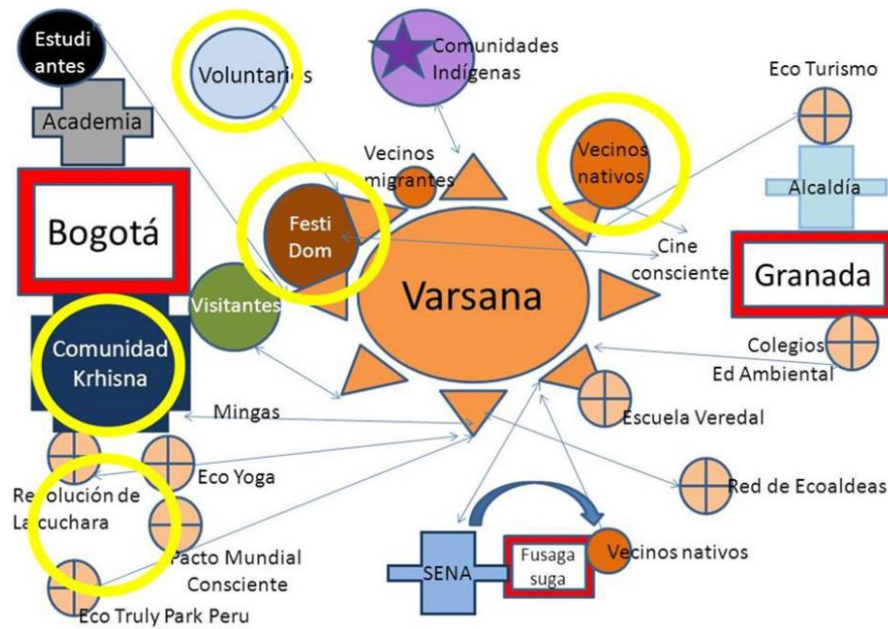 Estudi
antes
Voluntarios
Comunidades
Indígenas
Eco Turismo
Academia
Vecinos
migrantes
Vecinos
nativos
Alcaldía
Bogotá
Festi
Dom
Cine
consciente
Granada
Varsana
Visitantes
Comunidad
Krhisna
Colegios
Ed Ambiental
Mingas
Escuela Veredal
Eco Yoga
Revolución de
La cuchara
Red de Ecoaldeas
Pacto Mundial
Consciente
SENA
Fusaga
suga
Vecinos nativos
Eco Truly Park Peru